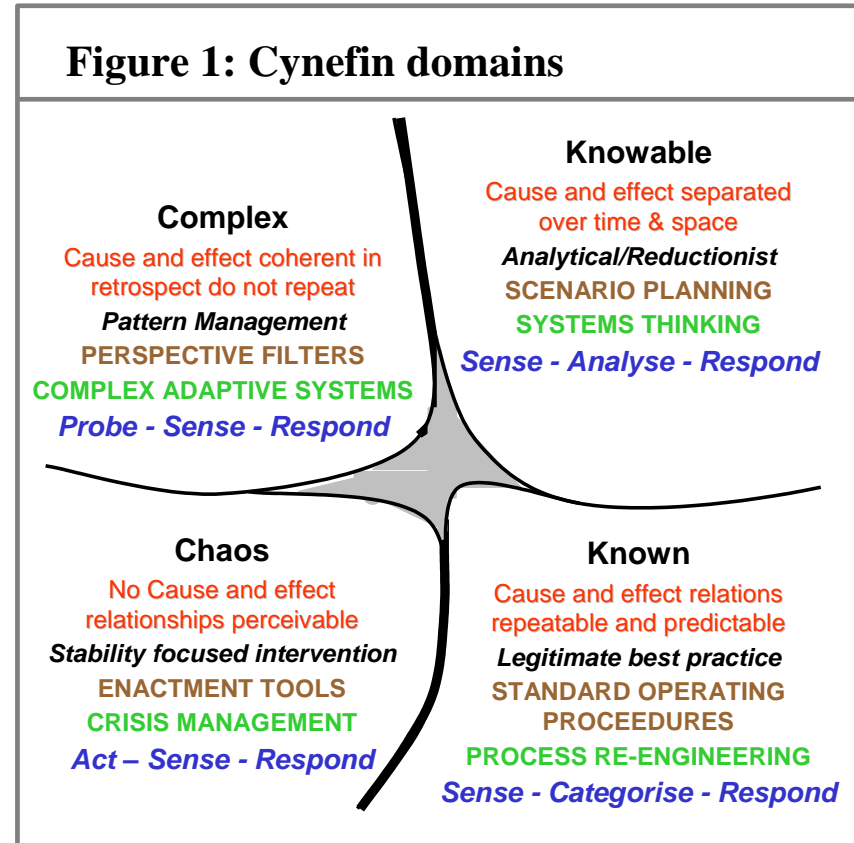 Figure 1: Cynefin domains
Complex
Cause and effect coherent in
retrospect do not repeat
Pattern Management
PERSPECTIVE FILTERS
COMPLEX ADAPTIVE SYSTEMS
Probe - Sense - Respond
Knowable
Cause and effect separated
over time & space
Analytical/Reductionist
SCENARIO PLANNING
SYSTEMS THINKING
Sense - Analyse - Respond
Chaos
No Cause and effect
relationships perceivable
Stability focused intervention
ENACTMENT TOOLS
CRISIS MANAGEMENT
Act – Sense - Respond
Known
Cause and effect relations
repeatable and predictable
Legitimate best practice
STANDARD OPERATING
PROCEEDURES
PROCESS RE-ENGINEERING
Sense - Categorise - Respond